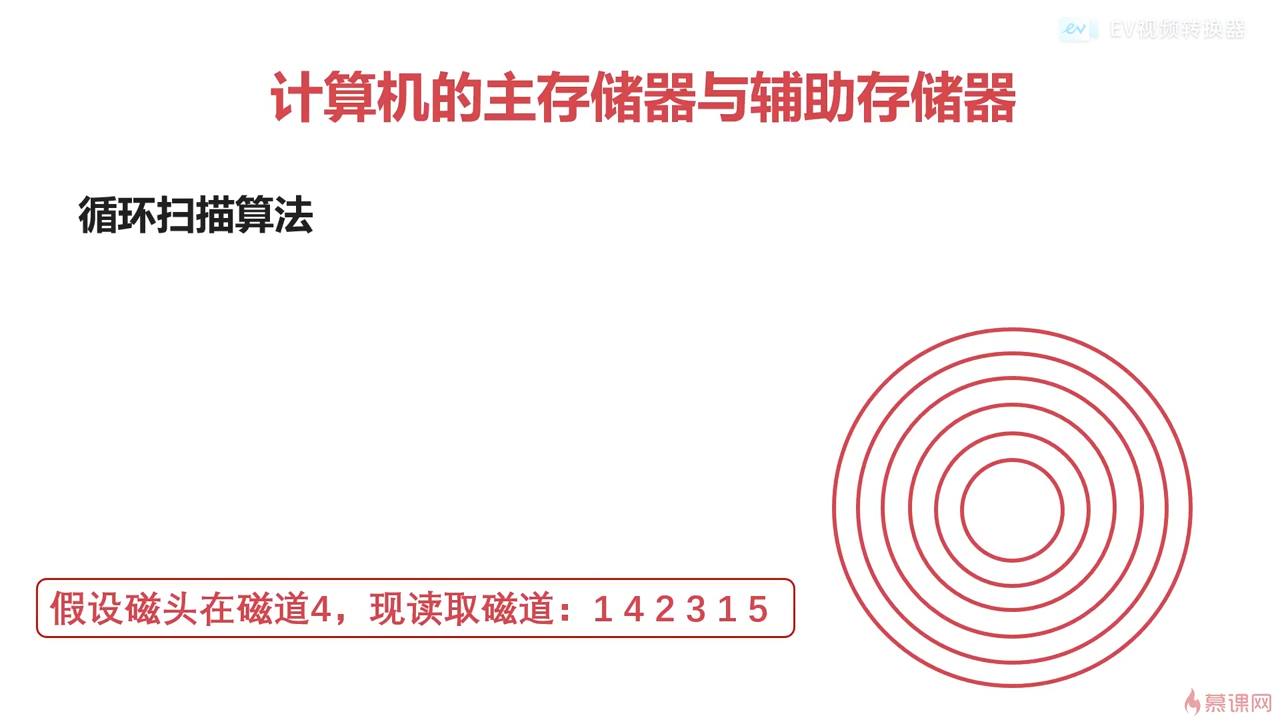 EV视频转换器
计算机的主存储器与辅助存储器
循环扫描算法
假设磁头在磁道4，现读取磁道：1 4 2 3 1 5
慕课网